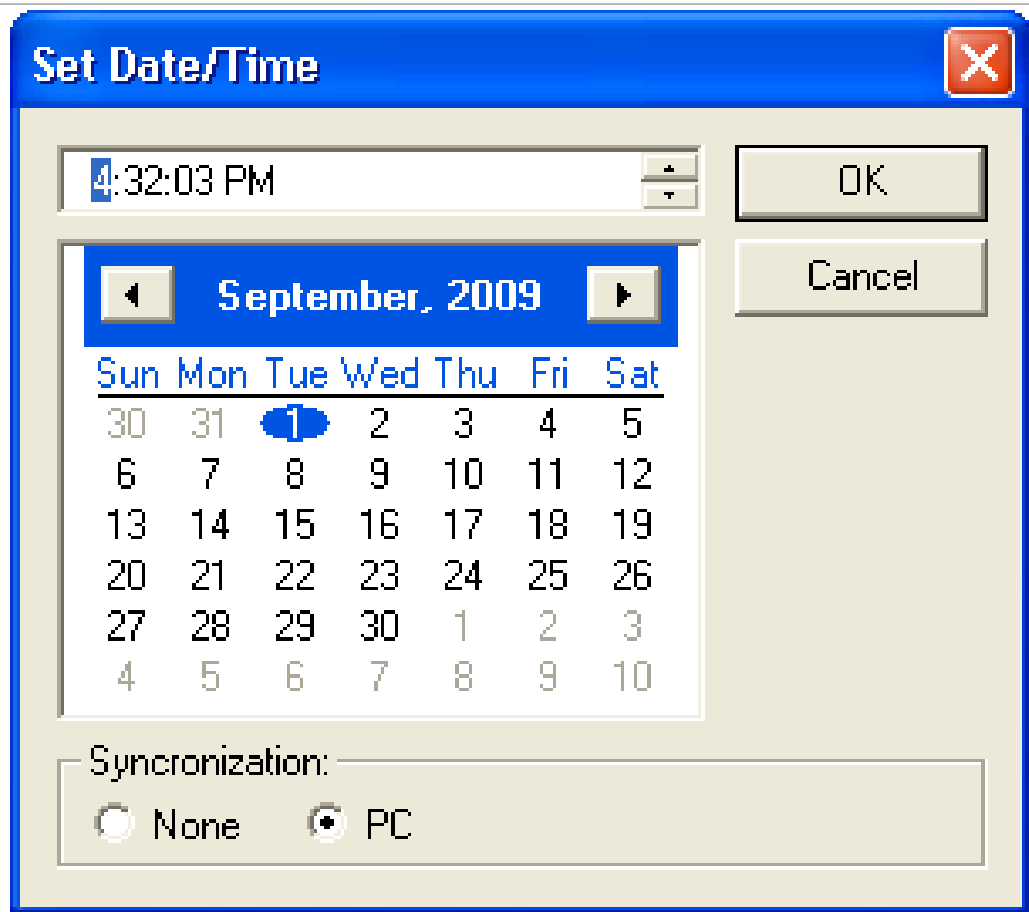 Set Date/Time
4:32:03 PM
OK
Cancel
September, 2009
Sun Mon Tue Wed Thu Fri Sat
30 31 1 2 3 4 5
6 7 8 9 10 11 12
13 14 15 16 17 18 19
20 21 22 23 24 25 26
27 28 29 30 1 2 3
4 5 6 7 8 9 10
Syncronization:
None PC